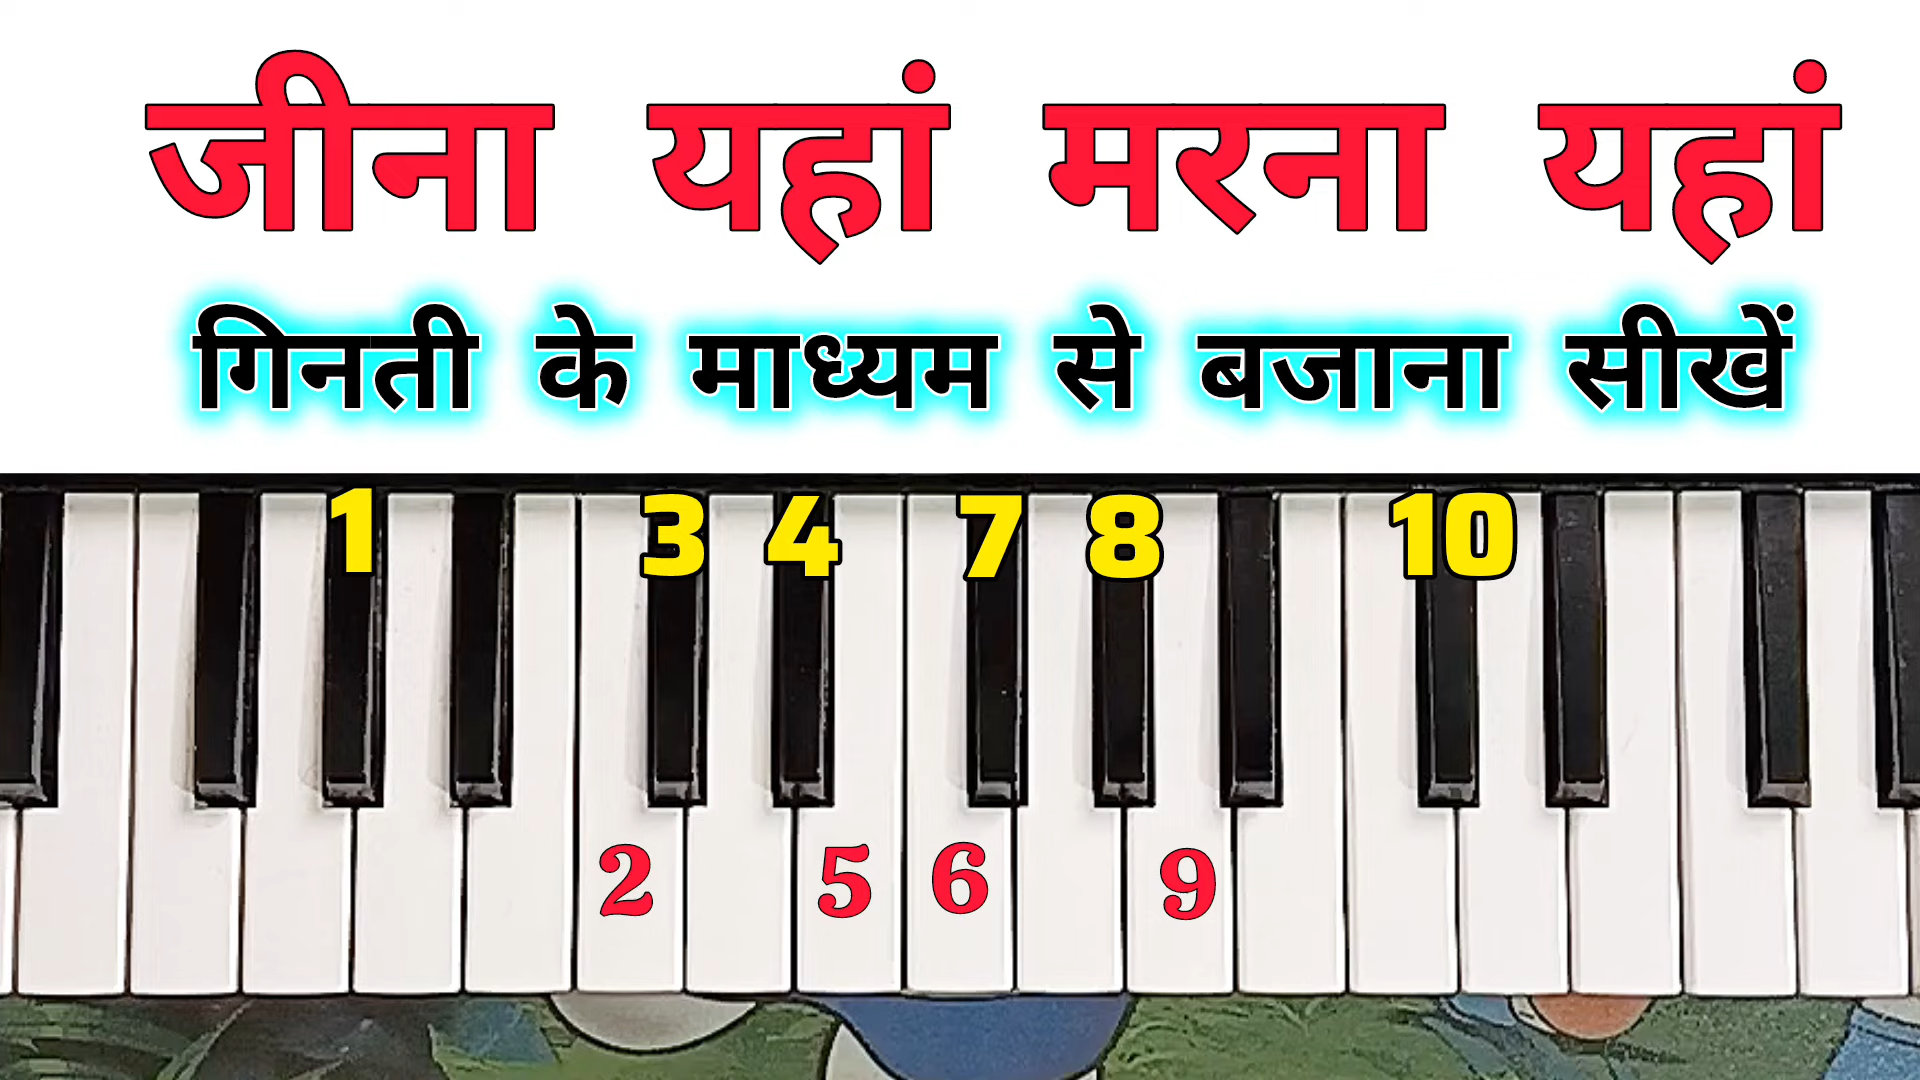 जीना यहां मरना यहां
गिनती के माध्यम से बजाना सीखें
1 3 4 7 8 10
2 5 6 9